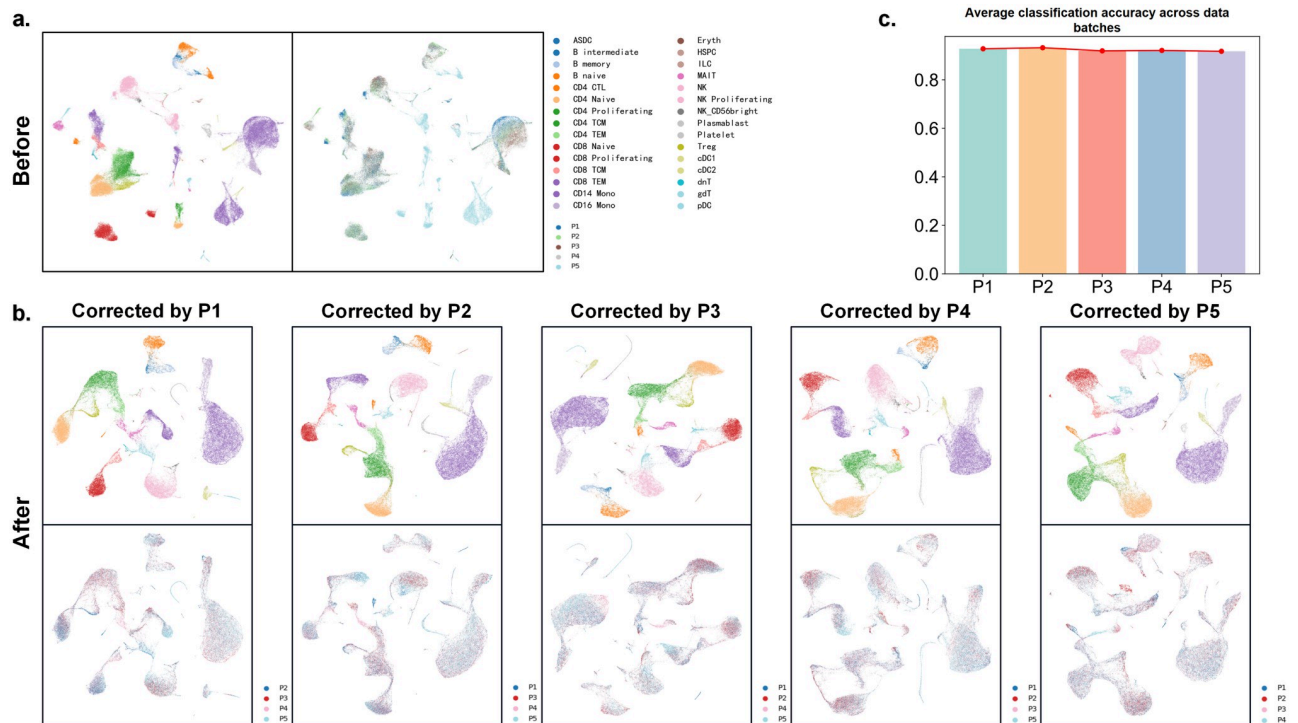 a.
Before
ASDC
B intermediate
B memory
B naive
CD4 CTL
CD4 Naive
CD4 Proliferating
CD4 TCM
CD4 TEM
CD8 Naive
CD8 Proliferating
CD8 TCM
CD8 TEM
CD14 Mono
CD16 Mono
Eryth
HSPC
ILC
MAIT
NK
NK Proliferating
NK_CD56bright
Plasmablast
Platelet
Treg
cDC1
cDC2
dnT
gdT
pDC
P1
P2
P3
P4
P5
c.
Average classification accuracy across data
batches
0.8
0.6
0.4
0.2
0.0
P1 P2 P3 P4 P5
b.
After
Corrected by P1
Corrected by P2
Corrected by P3
Corrected by P4
Corrected by P5
P2
P3
P4
P5
P1
P3
P4
P5
P1
P2
P4
P5
P1
P2
P3
P5
P1
P2
P3
P4